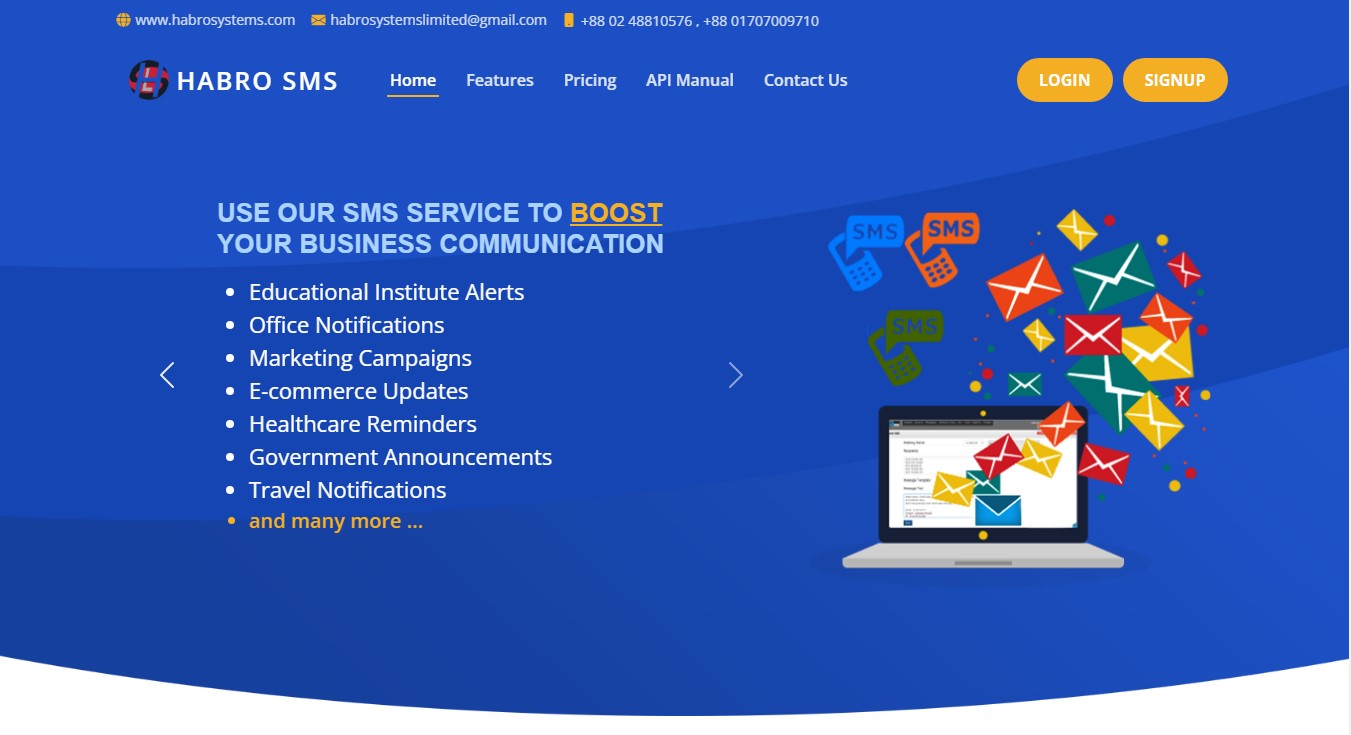 www.habrosystems.com habrosystemslimited@gmail.com +88 02 48810576 , +88 01707009710
HABRO SMS Home Features Pricing API Manual Contact Us LOGIN SIGNUP
USE OUR SMS SERVICE TO BOOST
YOUR BUSINESS COMMUNICATION
Educational Institute Alerts
Office Notifications
Marketing Campaigns
E-commerce Updates
Healthcare Reminders
Government Announcements
Travel Notifications
and many more ...
SMS SMS
SMS